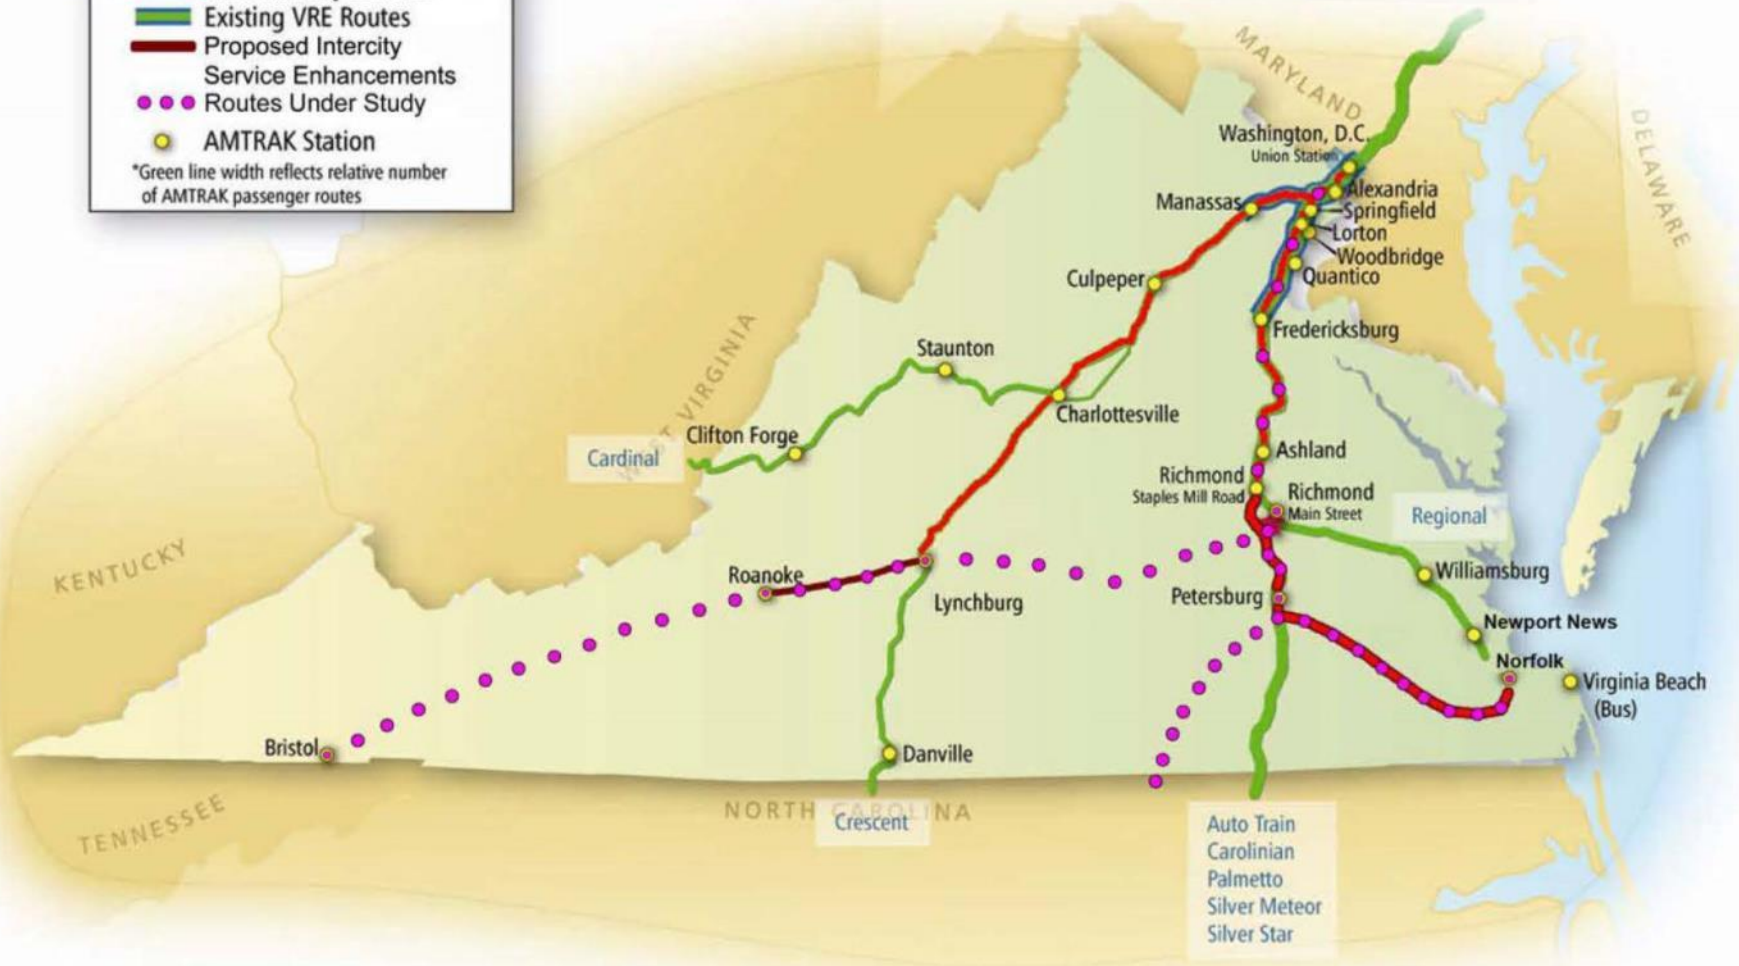 Existing VRE Routes
Proposed Intercity
Service Enhancements
Routes Under Study
AMTRAK Station
*Green line width reflects relative number
of AMTRAK passenger routes
MARYLAND
DELAWARE
Washington, D.C.
Union Station
Alexandria
Manassas
Springfield
Lorton
Woodbridge
Quantico
Culpeper
Fredericksburg
Staunton
WEST VIRGINIA
Charlottesville
Clifton Forge
Cardinal
Ashland
Richmond
Staples Mill Road
Richmond
Main Street
Regional
KENTUCKY
Roanoke
Williamsburg
Lynchburg
Petersburg
Newport News
Norfolk
Virginia Beach
(Bus)
Bristol
Danville
NORTH CAROLINA
TENNESSEE
Crescent
Auto Train
Carolinian
Palmetto
Silver Meteor
Silver Star